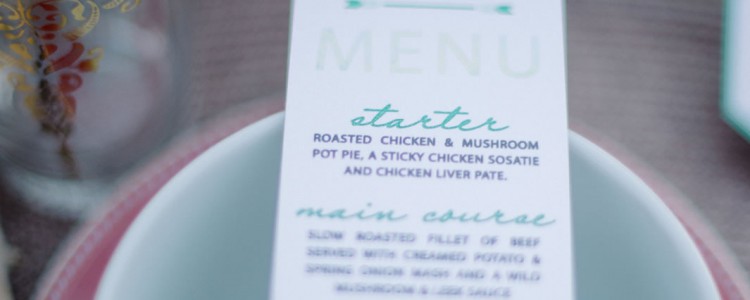 MENU
starter
ROASTED CHICKEN & MUSHROOM
POT PIE, A STICKY CHICKEN SOSATIE
AND CHICKEN LIVER PATE.
main course
SLOW ROASTED FILLET OF BEEF
SERVED WITH CREAMED POTATO &
SPRING ONION MASH AND A WILD
MUSHROOM & LEEK SAUCE